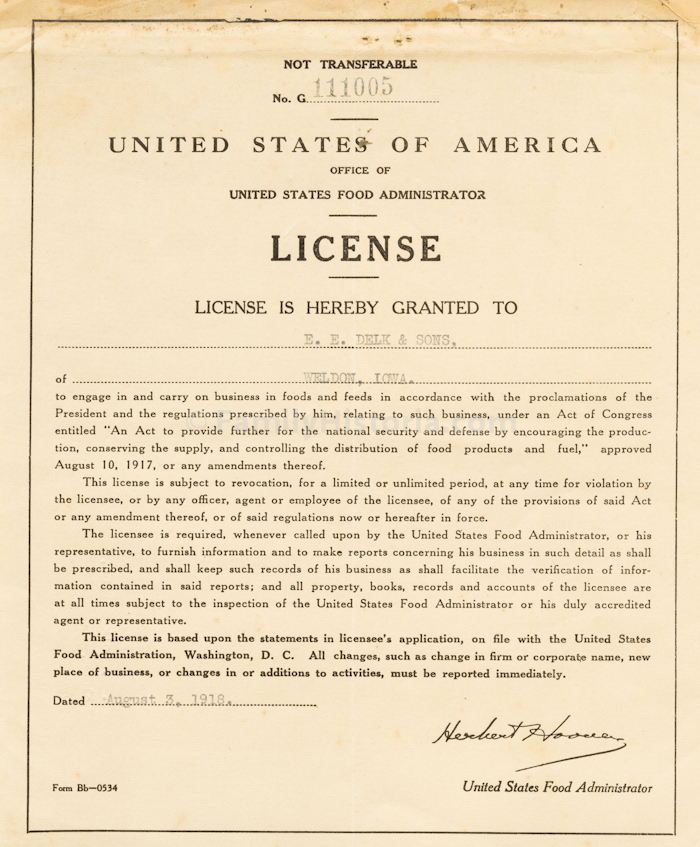 NOT TRANSFERABLE
No. G 111005
UNITED STATES OF AMERICA
OFFICE OF
UNITED STATES FOOD ADMINISTRATOR
LICENSE
LICENSE IS HEREBY GRANTED TO
E. E. DELK & SONS,
of WELDON, IOWA.
to engage in and carry on business in foods and feeds in accordance with the proclamations of the
President and the regulations prescribed by him, relating to such business, under an Act of Congress
entitled "An Act to provide further for the national security and defense by encouraging the produc-
tion, conserving the supply, and controlling the distribution of food products and fuel," approved
August 10, 1917, or any amendments thereof.
This license is subject to revocation, for a limited or unlimited period, at any time for violation by
the licensee, or by any officer, agent or employee of the licensee, of any of the provisions of said Act
or any amendment thereof, or of said regulations now or hereafter in force.
The licensee is required, whenever called upon by the United States Food Administrator, or his
representative, to furnish information and to make reports concerning his business in such detail as shall
be prescribed, and shall keep such records of his business as shall facilitate the verification of infor-
mation contained in said reports; and all property, books, records and accounts of the licensee are
at all times subject to the inspection of the United States Food Administrator or his duly accredited
agent or representative.
This license is based upon the statements in licensee's application, on file with the United States
Food Administration, Washington, D. C. All changes, such as change in firm or corporate name, new
place of business, or changes in or additions to activities, must be reported immediately.
Dated August 3, 1918.
Herbert Hoover
Form Bb—0534
United States Food Administrator